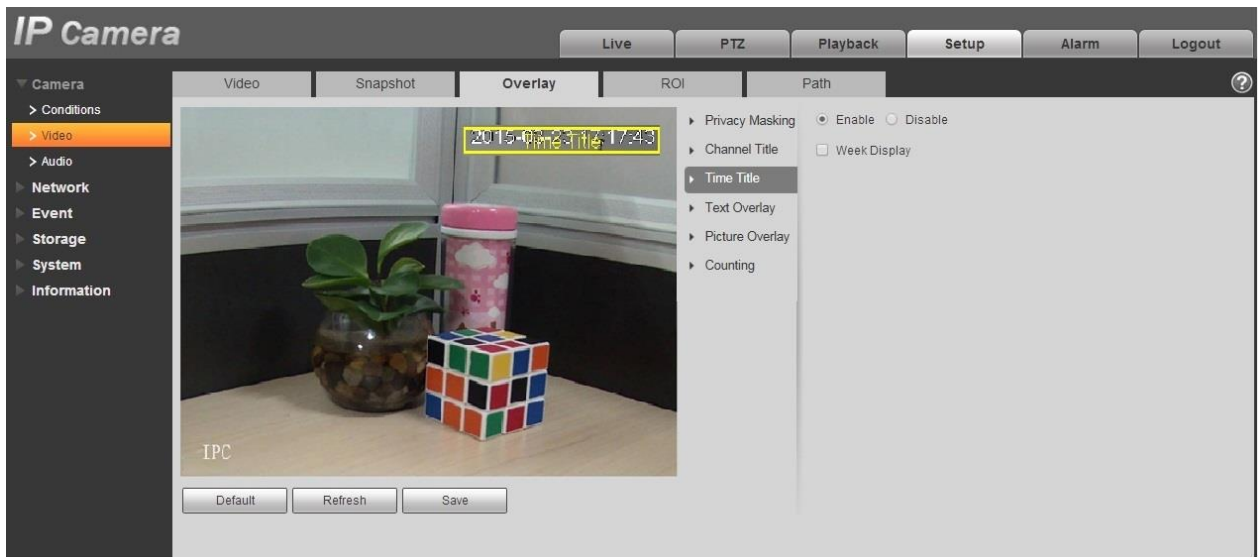 IP Camera
Live
PTZ
Playback
Setup
Alarm
Logout
Camera
> Conditions
> Video
> Audio
Network
Event
Storage
System
Information
Video
Snapshot
Overlay
ROI
Path
?
Time Title
IPC
Privacy Masking
Channel Title
Time Title
Text Overlay
Picture Overlay
Counting
Enable
Disable
Week Display
Default
Refresh
Save